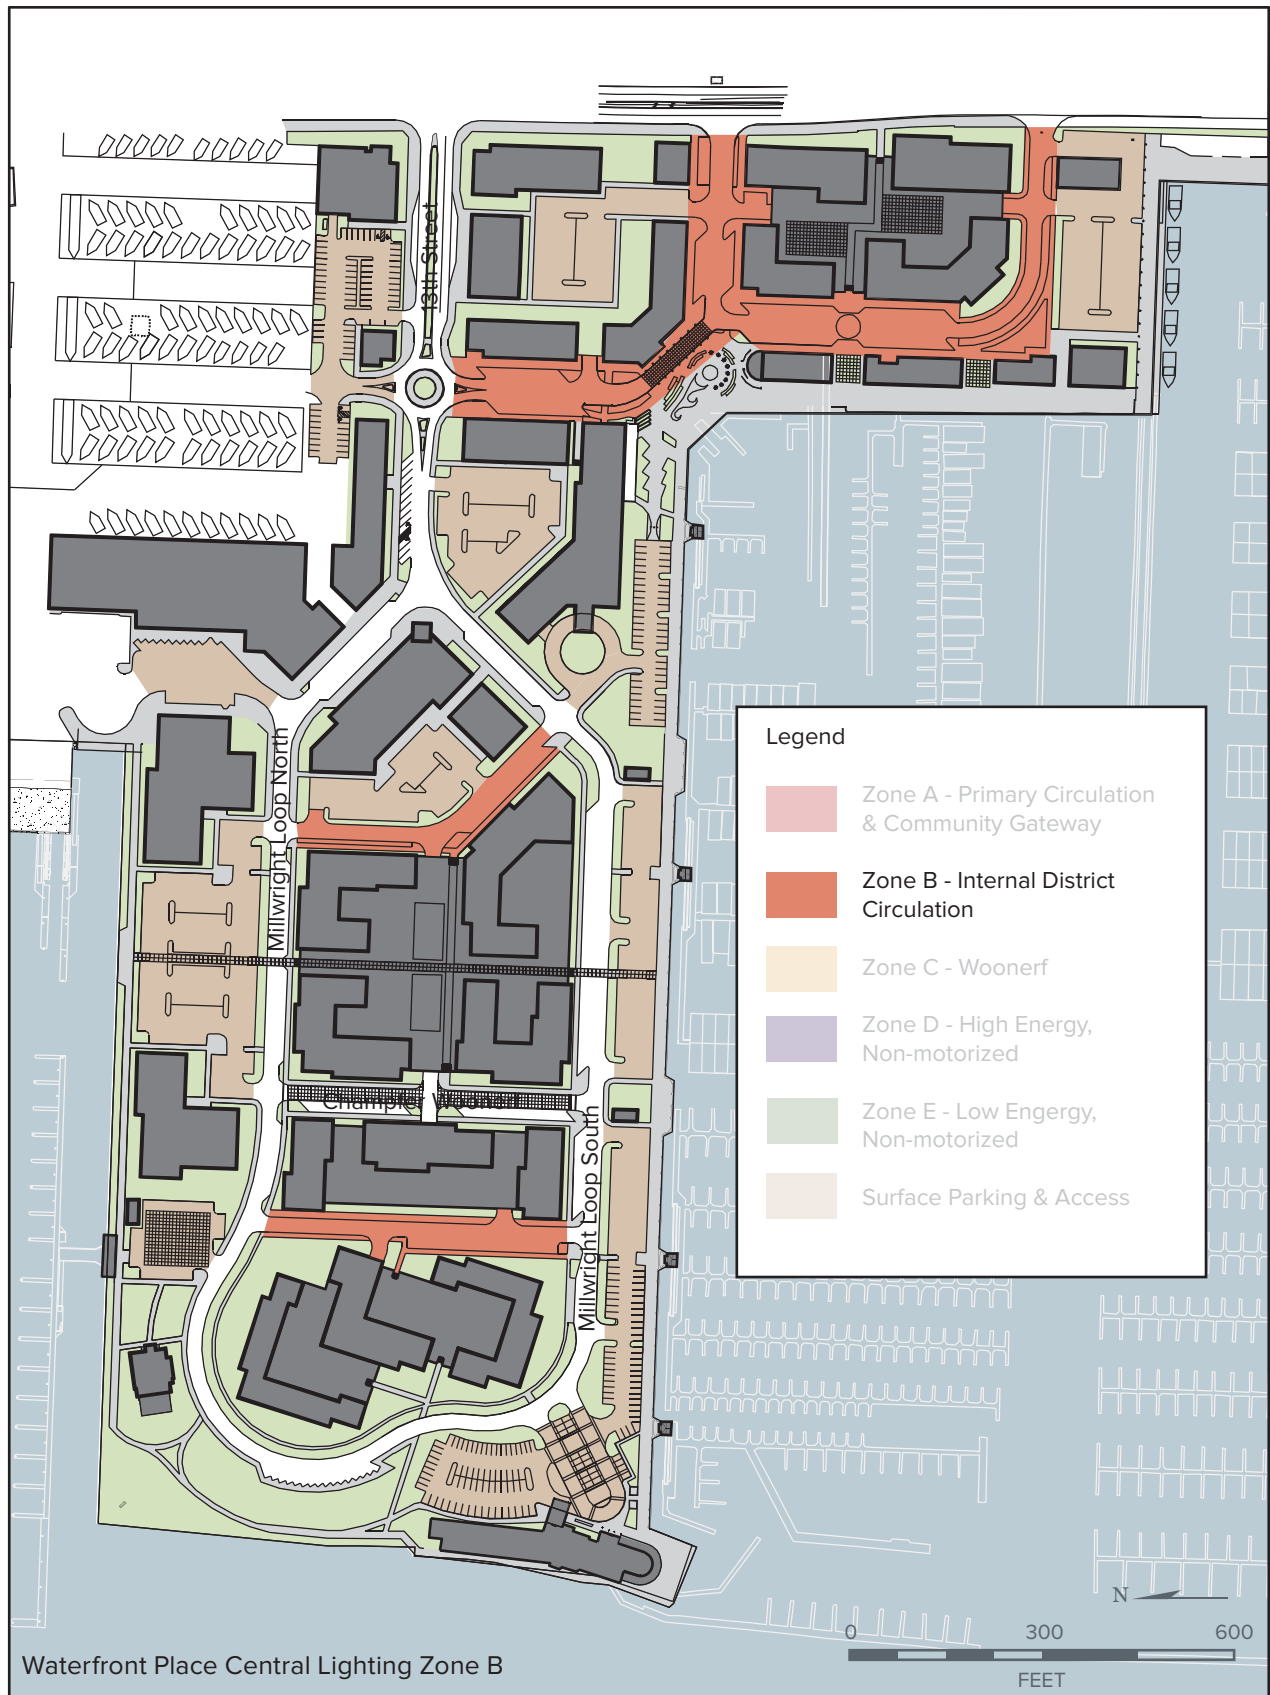 13th Street
Millwright Loop North
Champfer Woonerf
Millwright Loop South
Legend
Zone A - Primary Circulation
& Community Gateway
Zone B - Internal District
Circulation
Zone C - Woonerf
Zone D - High Energy,
Non-motorized
Zone E - Low Engergy,
Non-motorized
Surface Parking & Access
N
0 300 600
FEET
Waterfront Place Central Lighting Zone B